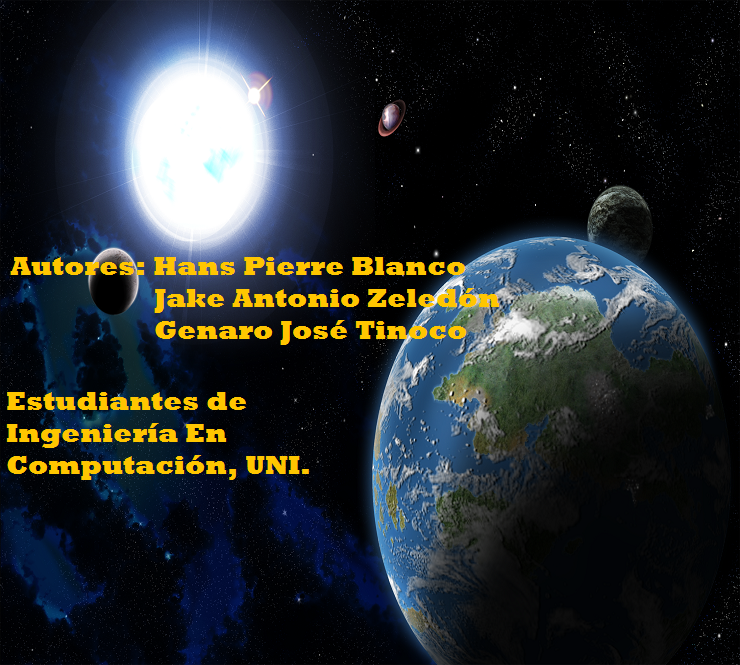 Autores: Hans Pierre Blanco
Jake Antonio Zeledón
Genaro José Tinoco
Estudiantes de
Ingeniería En
Computación, UNI.